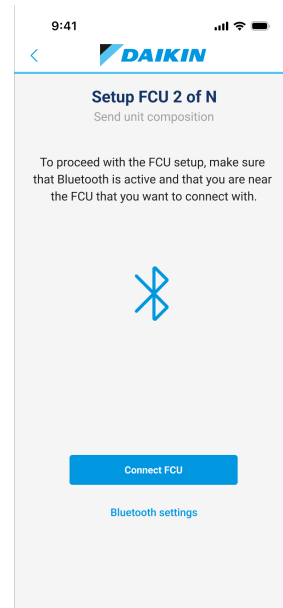 9:41
DAIKIN
Setup FCU 2 of N
Send unit composition
To proceed with the FCU setup, make sure
that Bluetooth is active and that you are near
the FCU that you want to connect with.
Connect FCU
Bluetooth settings